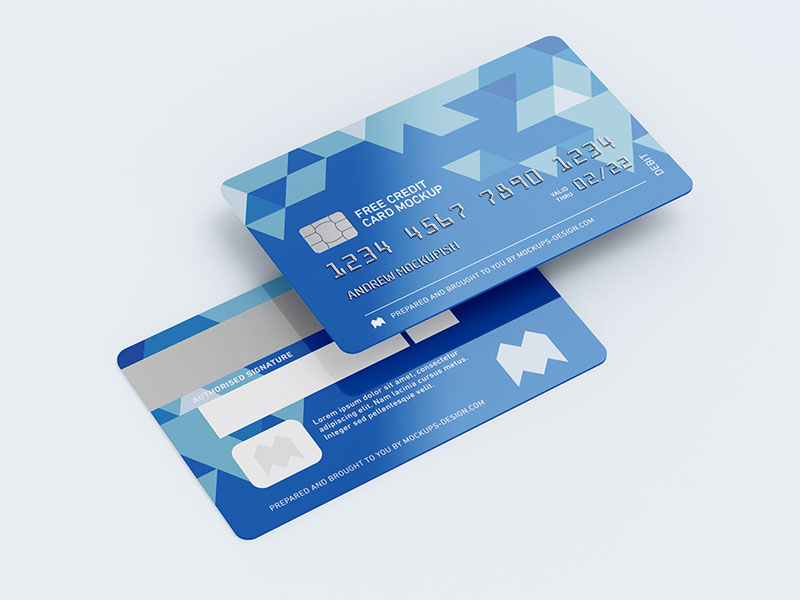 FREE CREDIT
CARD MOCKUP
1234 4567 7890 1234
VALID
THRU
02/22
DEBIT
ANDREW MOCKUPISH
PREPARED AND BROUGHT TO YOU BY MOCKUPS-DESIGN.COM
AUTHORISED SIGNATURE
Lorem ipsum dolor sit amet, consectetur
adipiscing elit. Nam lacinia cursus metus.
Integer sed pellentesque velit.
PREPARED AND BROUGHT TO YOU BY MOCKUPS-DESIGN.COM